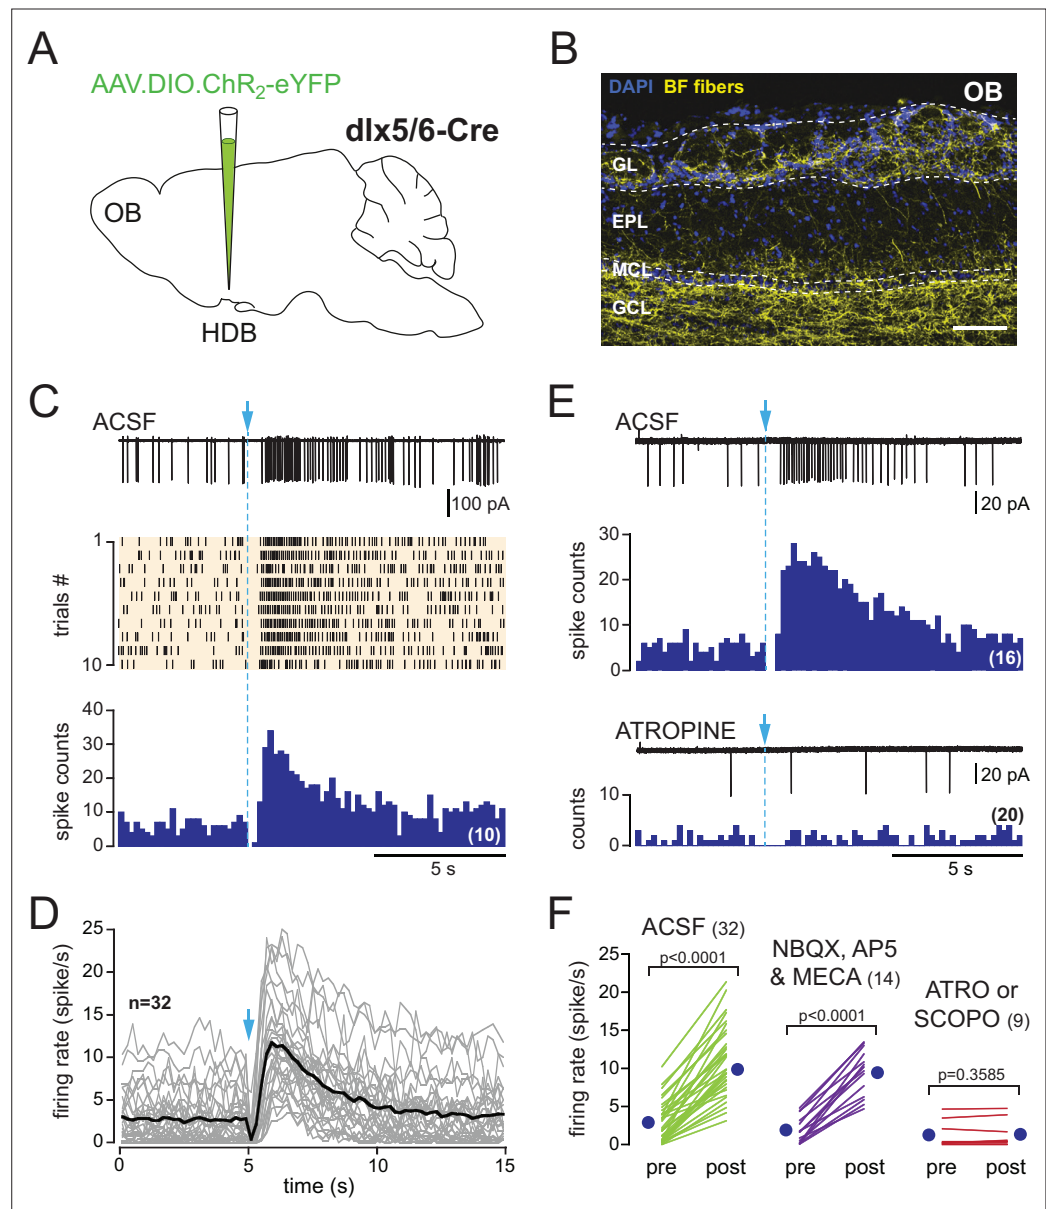 A
AAV.DIO.ChR2-eYFP
dlx5/6-Cre
OB
HDB
B
DAPI BF fibers
OB
GL
EPL
MCL
GCL
C
ACSF
100 pA
1
trials #
10
40
30
20
10
0
spike counts
(10)
5 s
E
ACSF
20 pA
30
20
10
0
spike counts
(16)
ATROPINE
20 pA
10
0
counts
(20)
5 s
D
25
20
15
10
5
0
firing rate (spike/s)
n=32
0 5 10 15
time (s)
F
ACSF (32)
p<0.0001
NBQX, AP5
& MECA (14)
p<0.0001
ATRO or
SCOPO (9)
p=0.3585
25
20
15
10
5
0
firing rate (spike/s)
pre post pre post pre post